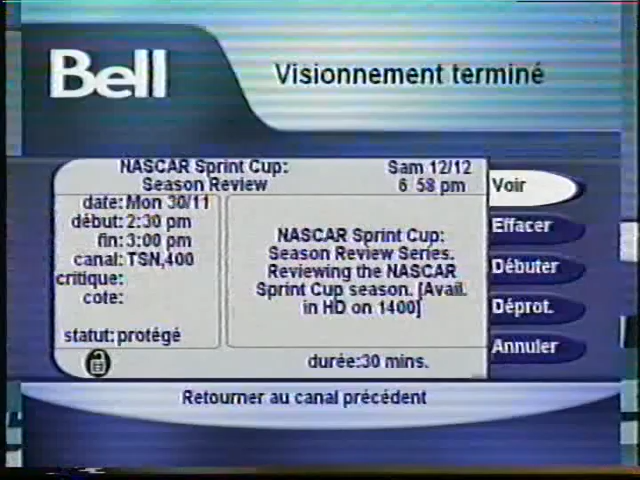 Bell
Visionnement terminé
NASCAR Sprint Cup:
Season Review
Sam 12/12
6 58 pm
date: Mon 30/11
début: 2:30 pm
fin: 3:00 pm
canal: TSN,400
critique:
cote:
statut: protégé
NASCAR Sprint Cup:
Season Review Series.
Reviewing the NASCAR
Sprint Cup season. [Avail.
in HD on 1400]
durée:30 mins.
Voir
Effacer
Débuter
Déprot.
Annuler
Retourner au canal précédent